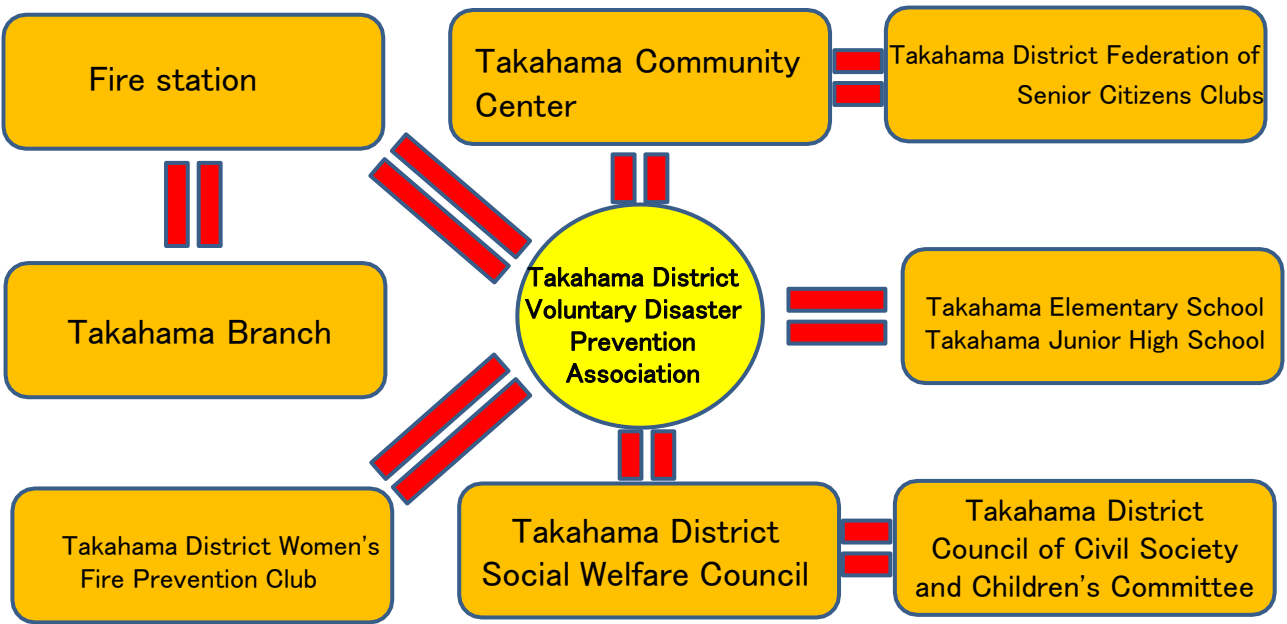 Fire station
Takahama Community
Center
Takahama District Federation of
Senior Citizens Clubs
Takahama Branch
Takahama District
Voluntary Disaster
Prevention
Association
Takahama Elementary School
Takahama Junior High School
Takahama District Women's
Fire Prevention Club
Takahama District
Social Welfare Council
Takahama District
Council of Civil Society
and Children's Committee